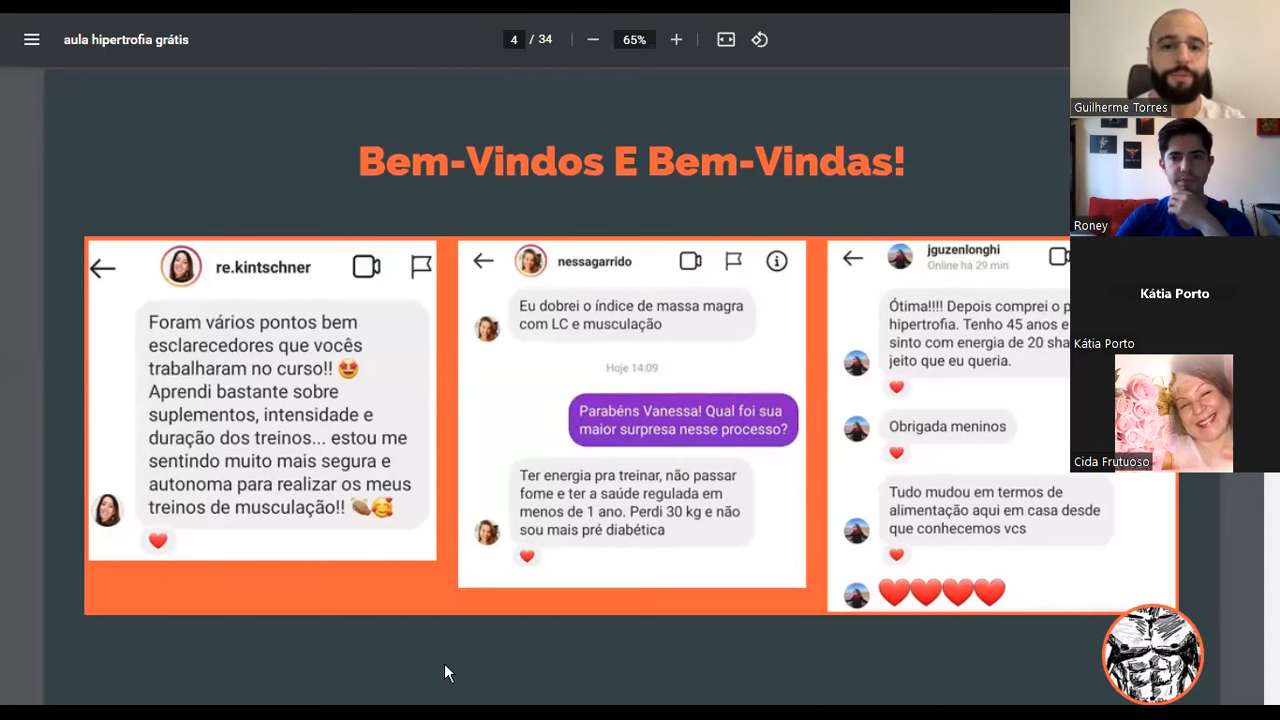 aula hipertrofia grátis
4 / 34
65%
Guilherme Torres
Roney
Kátia Porto
Kátia Porto
Cida Frutuoso
Bem-Vindos E Bem-Vindas!
re.kintschner
Foram vários pontos bem
esclarecedores que vocês
trabalharam no curso!! 🤩
Aprendi bastante sobre
suplementos, intensidade e
duração dos treinos... estou me
sentindo muito mais segura e
autonoma para realizar os meus
treinos de musculação!! 👏🏽🥰
nessagarrido
Eu dobrei o índice de massa magra
com LC e musculação
Hoje 14:09
Parabéns Vanessa! Qual foi sua
maior surpresa nesse processo?
Ter energia pra treinar, não passar
fome e ter a saúde regulada em
menos de 1 ano. Perdi 30 kg e não
sou mais pré diabética
jguzenlonghi
Online há 29 min
Ótima!!!! Depois comprei o
hipertrofia. Tenho 45 anos e
sinto com energia de 20
jeito que eu queria.
Obrigada meninos
Tudo mudou em termos de
alimentação aqui em casa desde
que conhecemos vcs